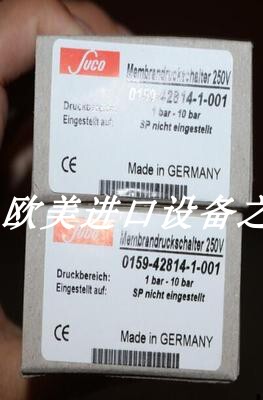 Suco
Membrandruckschalter 250V
0159-42814-1-001
Druckbereich: 1 bar - 10 bar
Eingestellt auf: SP nicht eingestellt
CE Made in GERMANY
欧美进口设备之
Suco
Membrandruckschalter 250V
0159-42814-1-001
Druckbereich: 1 bar - 10 bar
Eingestellt auf: SP nicht eingestellt
CE Made in GERMANY